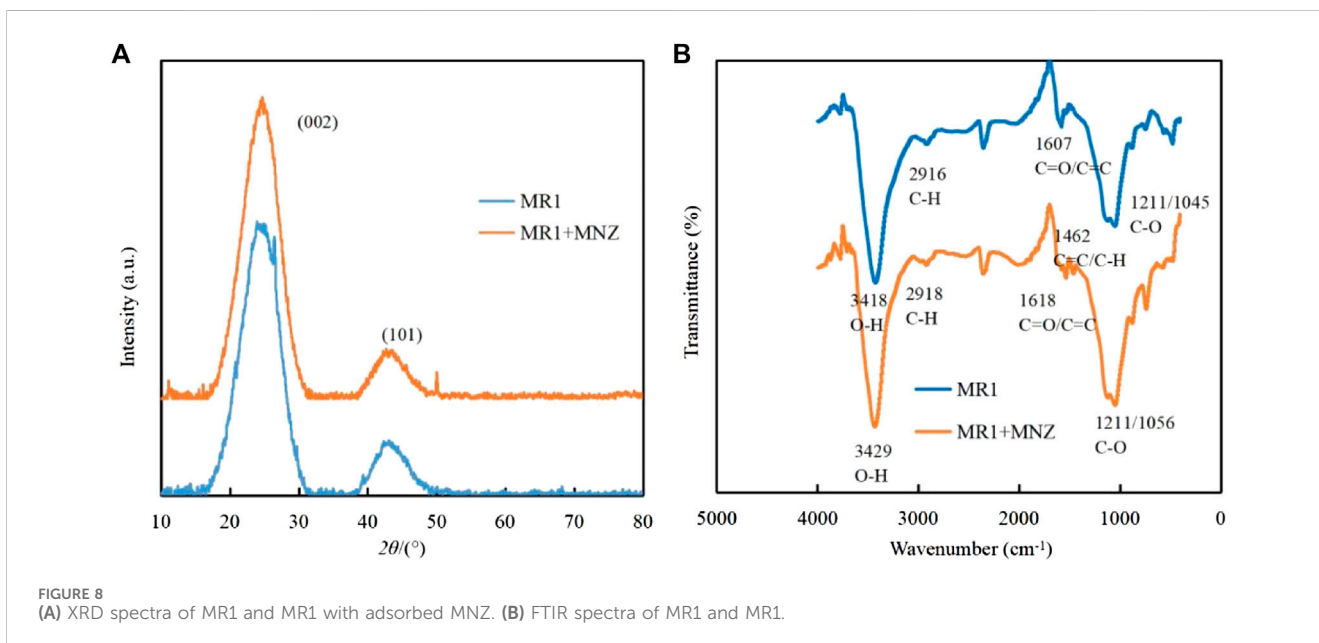 A
(002)
MR1
MR1+MNZ
(101)
Intensity (a.u.)
10 20 30 40 50 60 70 80
2θ/(°)
B
1607
C=O/C=C
2916
C-H
1211/1045
C-O
1462
C=C/C-H
3418
O-H
2918
C-H
1618
C=O/C=C
MR1
MR1+MNZ
1211/1056
C-O
3429
O-H
Transmittance (%)
5000 4000 3000 2000 1000 0
Wavenumber (cm-1)
FIGURE 8
(A) XRD spectra of MR1 and MR1 with adsorbed MNZ. (B) FTIR spectra of MR1 and MR1.